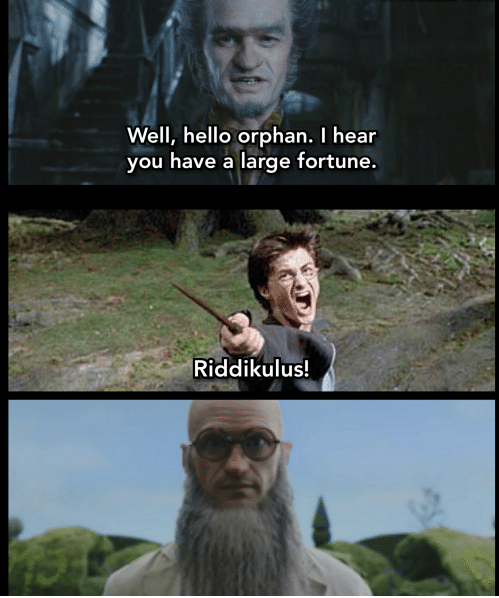 Well, hello orphan. I hear
you have a large fortune.
Riddikulus!